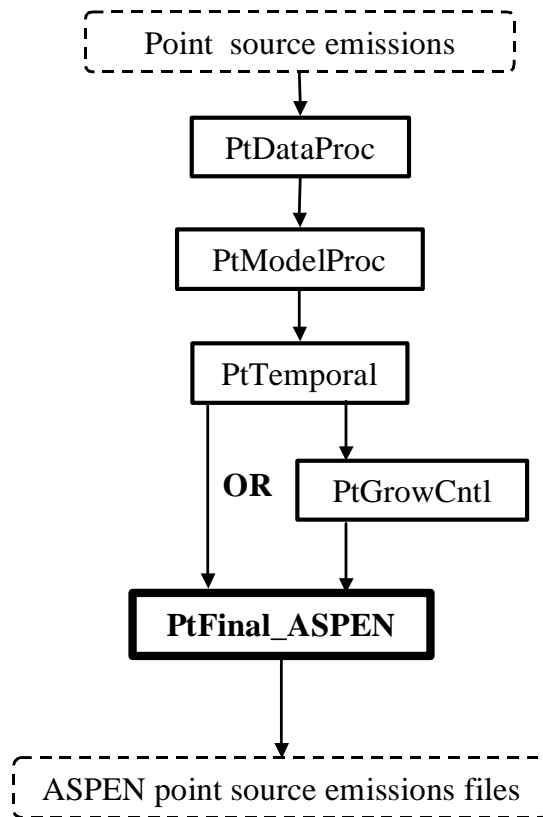 Point source emissions
PtDataProc
PtModelProc
PtTemporal
OR
PtGrowCntl
PtFinal_ASPEN
ASPEN point source emissions files